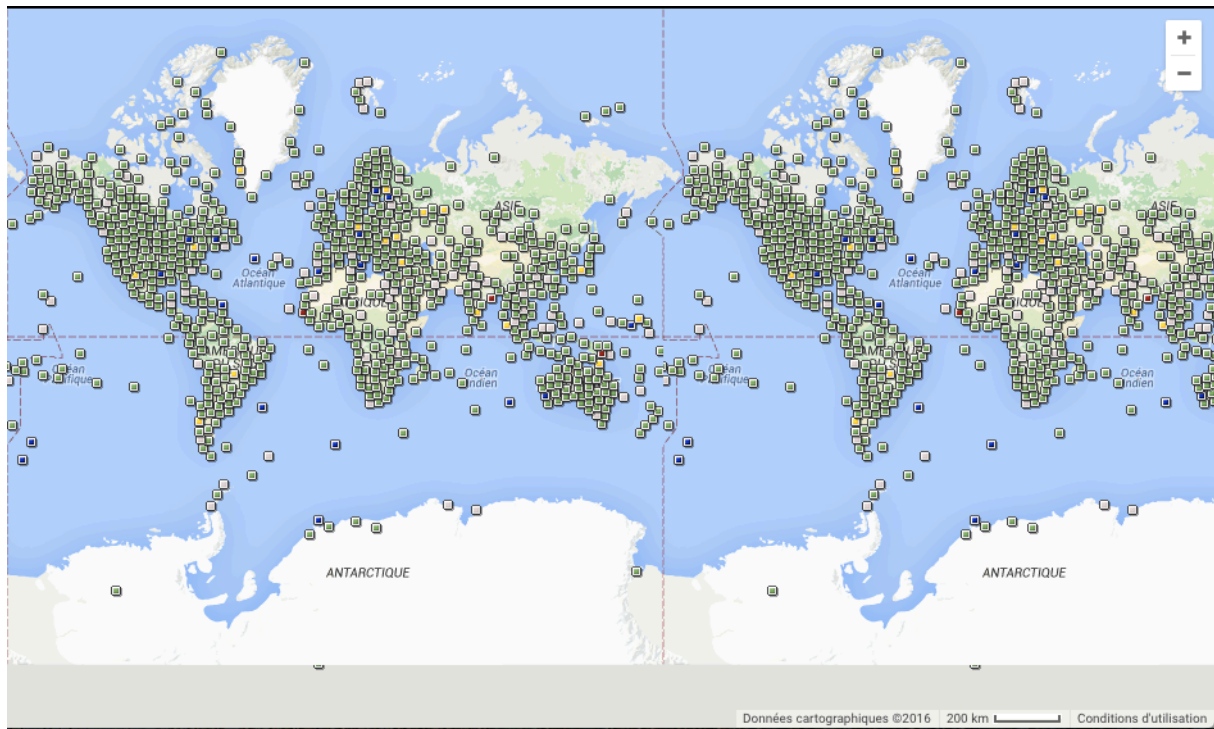 ASIE
ASIE
Océan
Atlantique
Océan
Atlantique
Océan
Indien
Océan
Indien
ANTARCTIQUE
ANTARCTIQUE
+
−
Données cartographiques ©2016
200 km
Conditions d'utilisation